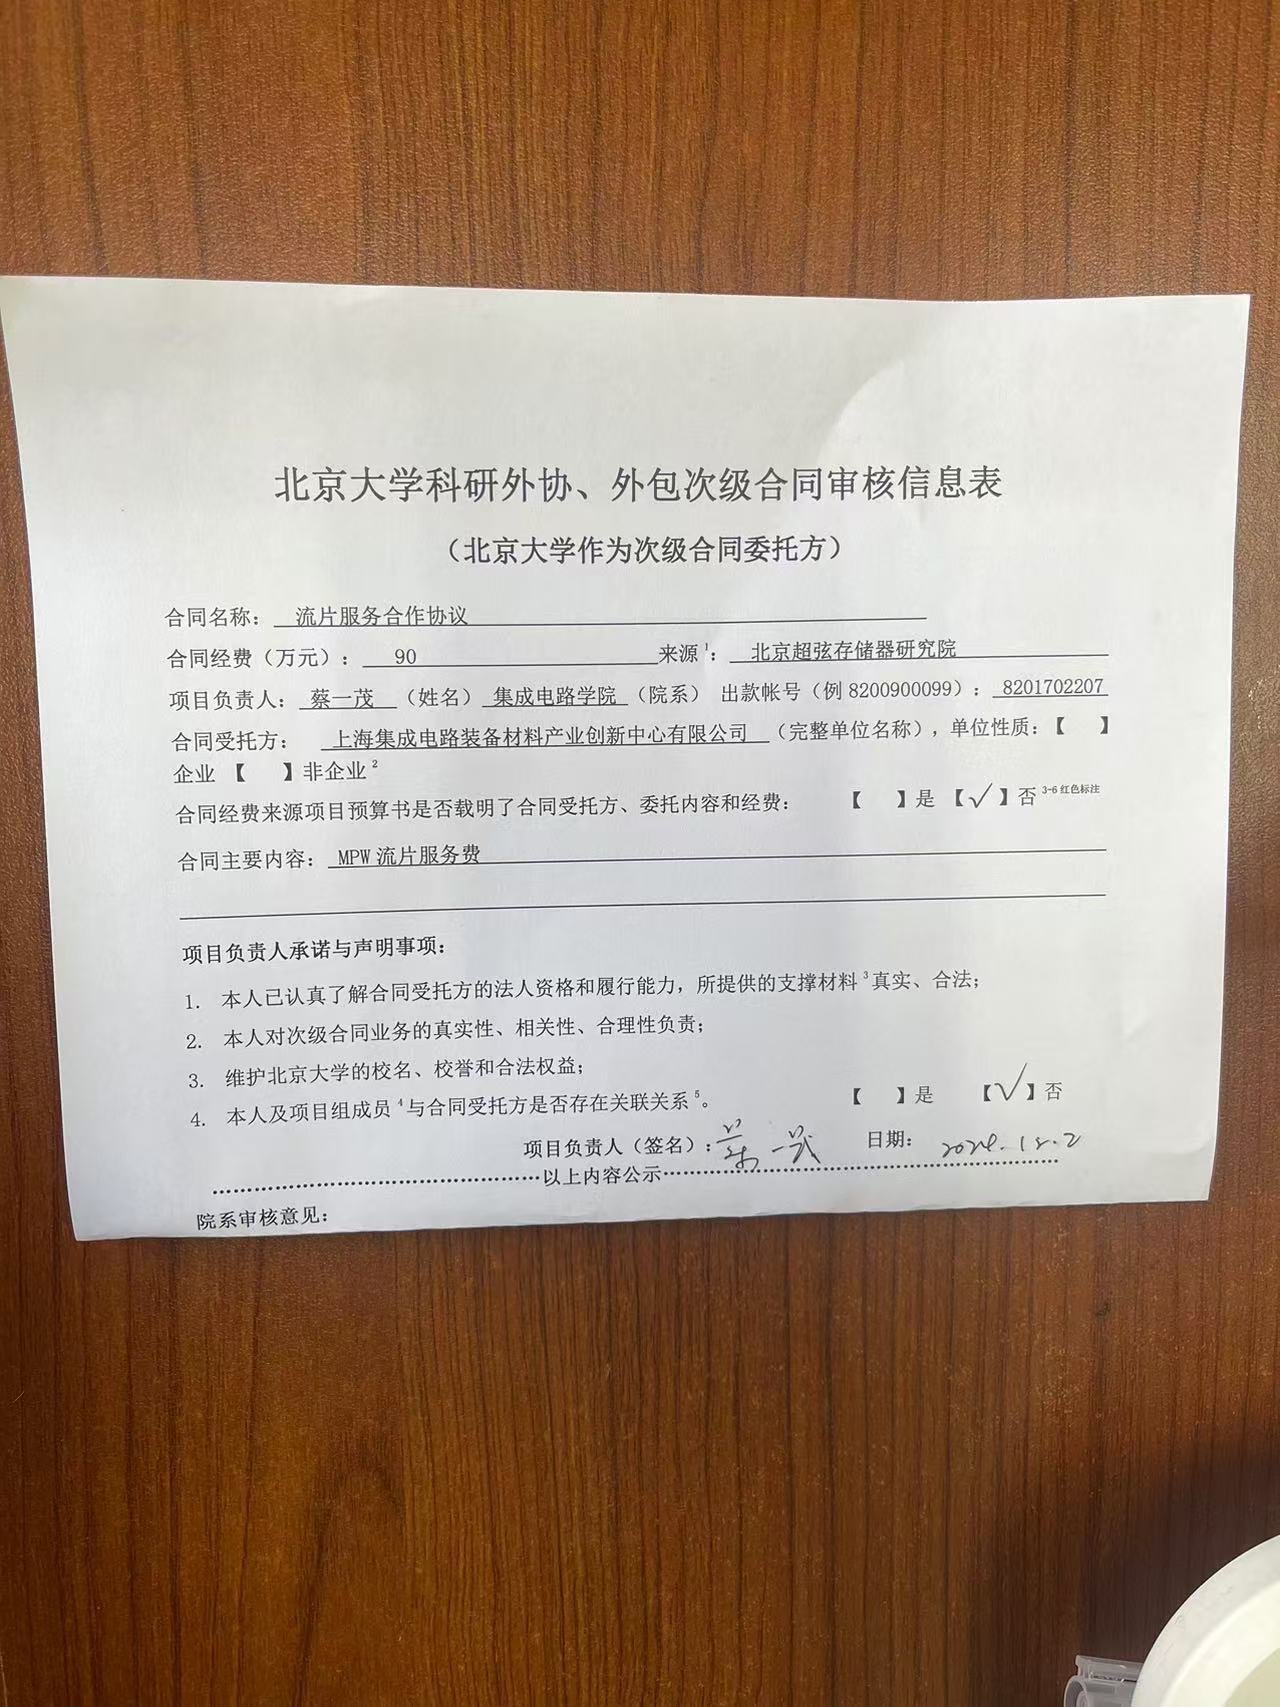 北京大学科研外协、外包次级合同审核信息表
（北京大学作为次级合同委托方）
合同名称： 流片服务合作协议
合同经费（万元）： 90 来源1： 北京超弦存储器研究院
项目负责人： 蔡一茂 （姓名） 集成电路学院 （院系） 出款帐号（例 8200900099）： 8201702207
合同受托方： 上海集成电路装备材料产业创新中心有限公司 （完整单位名称），单位性质：【 】
企业 【 】非企业2
合同经费来源项目预算书是否载明了合同受托方、委托内容和经费： 【 】是 【√】否 3-6 红色标注
合同主要内容： MPW 流片服务费
项目负责人承诺与声明事项：
1. 本人已认真了解合同受托方的法人资格和履行能力，所提供的支撑材料3真实、合法；
2. 本人对次级合同业务的真实性、相关性、合理性负责；
3. 维护北京大学的校名、校誉和合法权益；
4. 本人及项目组成员4与合同受托方是否存在关联关系5。 【 】是 【√】否
项目负责人（签名）：蔡一茂 日期： 2024.12.2
以上内容公示
院系审核意见：